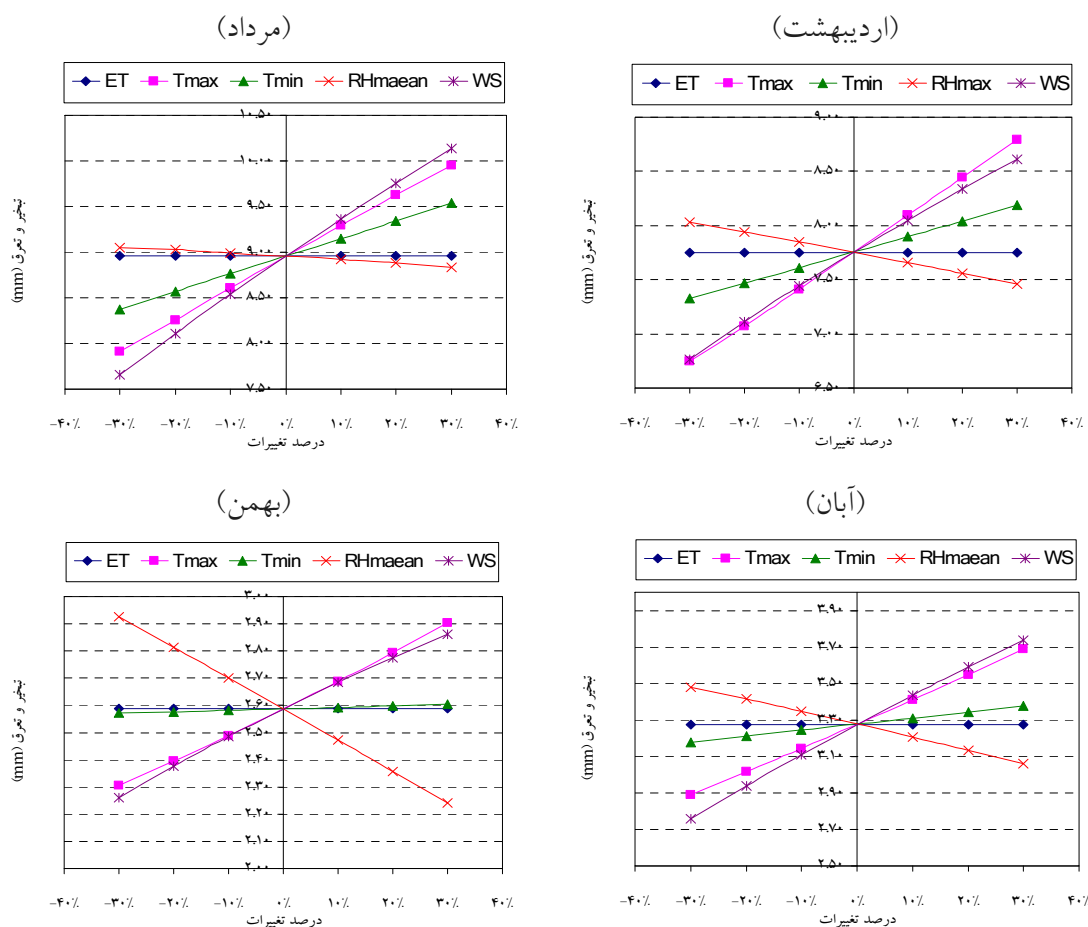 (مرداد)
ET Tmax Tmin RHmaean WS
۱۰.۵۰
۱۰.۰۰
۹.۵۰
۹.۰۰
۸.۵۰
۸.۰۰
۷.۵۰
-۴۰٪ -۳۰٪ -۲۰٪ -۱۰٪ ۰٪ ۱۰٪ ۲۰٪ ۳۰٪ ۴۰٪
درصد تغییرات
تبخیر و تعرق (mm)
(اردیبهشت)
ET Tmax Tmin RHmax WS
۹.۰۰
۸.۵۰
۸.۰۰
۷.۵۰
۷.۰۰
۶.۵۰
-۴۰٪ -۳۰٪ -۲۰٪ -۱۰٪ ۰٪ ۱۰٪ ۲۰٪ ۳۰٪ ۴۰٪
درصد تغییرات
تبخیر و تعرق (mm)
(بهمن)
ET Tmax Tmin RHmaean WS
۳.۰۰
۲.۹۰
۲.۸۰
۲.۷۰
۲.۶۰
۲.۵۰
۲.۴۰
۲.۳۰
۲.۲۰
۲.۱۰
۲.۰۰
-۴۰٪ -۳۰٪ -۲۰٪ -۱۰٪ ۰٪ ۱۰٪ ۲۰٪ ۳۰٪ ۴۰٪
درصد تغییرات
تبخیر و تعرق (mm)
(آبان)
ET Tmax Tmin RHmaean WS
۳.۹۰
۳.۷۰
۳.۵۰
۳.۳۰
۳.۱۰
۲.۹۰
۲.۷۰
۲.۵۰
-۴۰٪ -۳۰٪ -۲۰٪ -۱۰٪ ۰٪ ۱۰٪ ۲۰٪ ۳۰٪ ۴۰٪
درصد تغییرات
تبخیر و تعرق (mm)